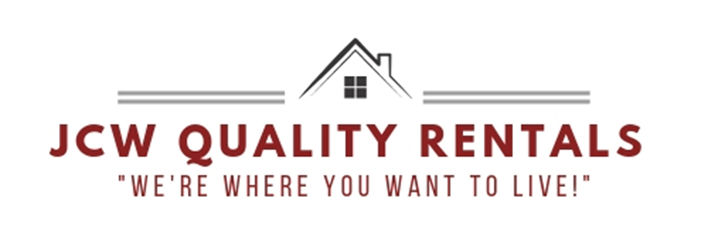 JCW QUALITY RENTALS
"WE'RE WHERE YOU WANT TO LIVE!"